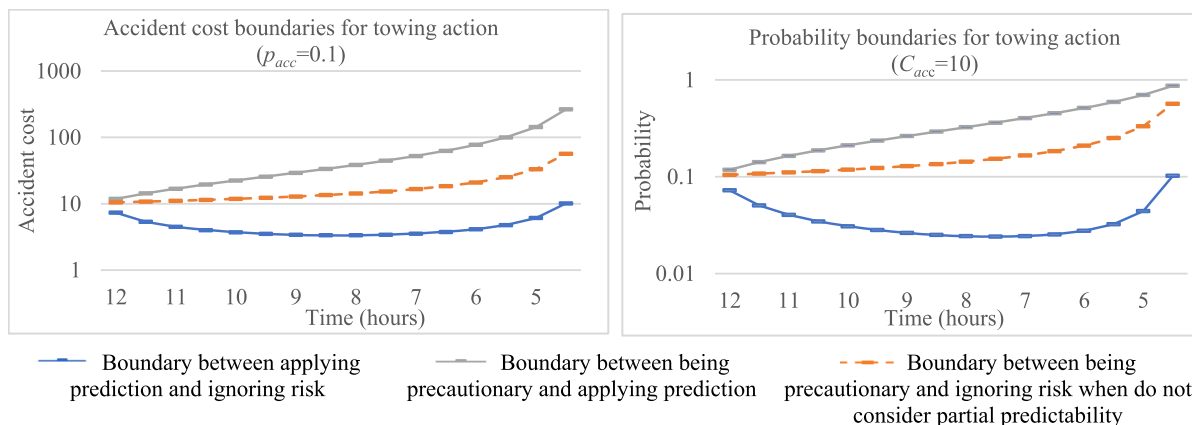 Accident cost boundaries for towing action
(pacc=0.1)
1000
100
10
1
Accident cost
12 11 10 9 8 7 6 5
Time (hours)
Probability boundaries for towing action
(Cacc=10)
1
0.1
0.01
Probability
12 11 10 9 8 7 6 5
Time (hours)
Boundary between applying
prediction and ignoring risk
Boundary between being
precautionary and applying prediction
Boundary between being
precautionary and ignoring risk when do not
consider partial predictability